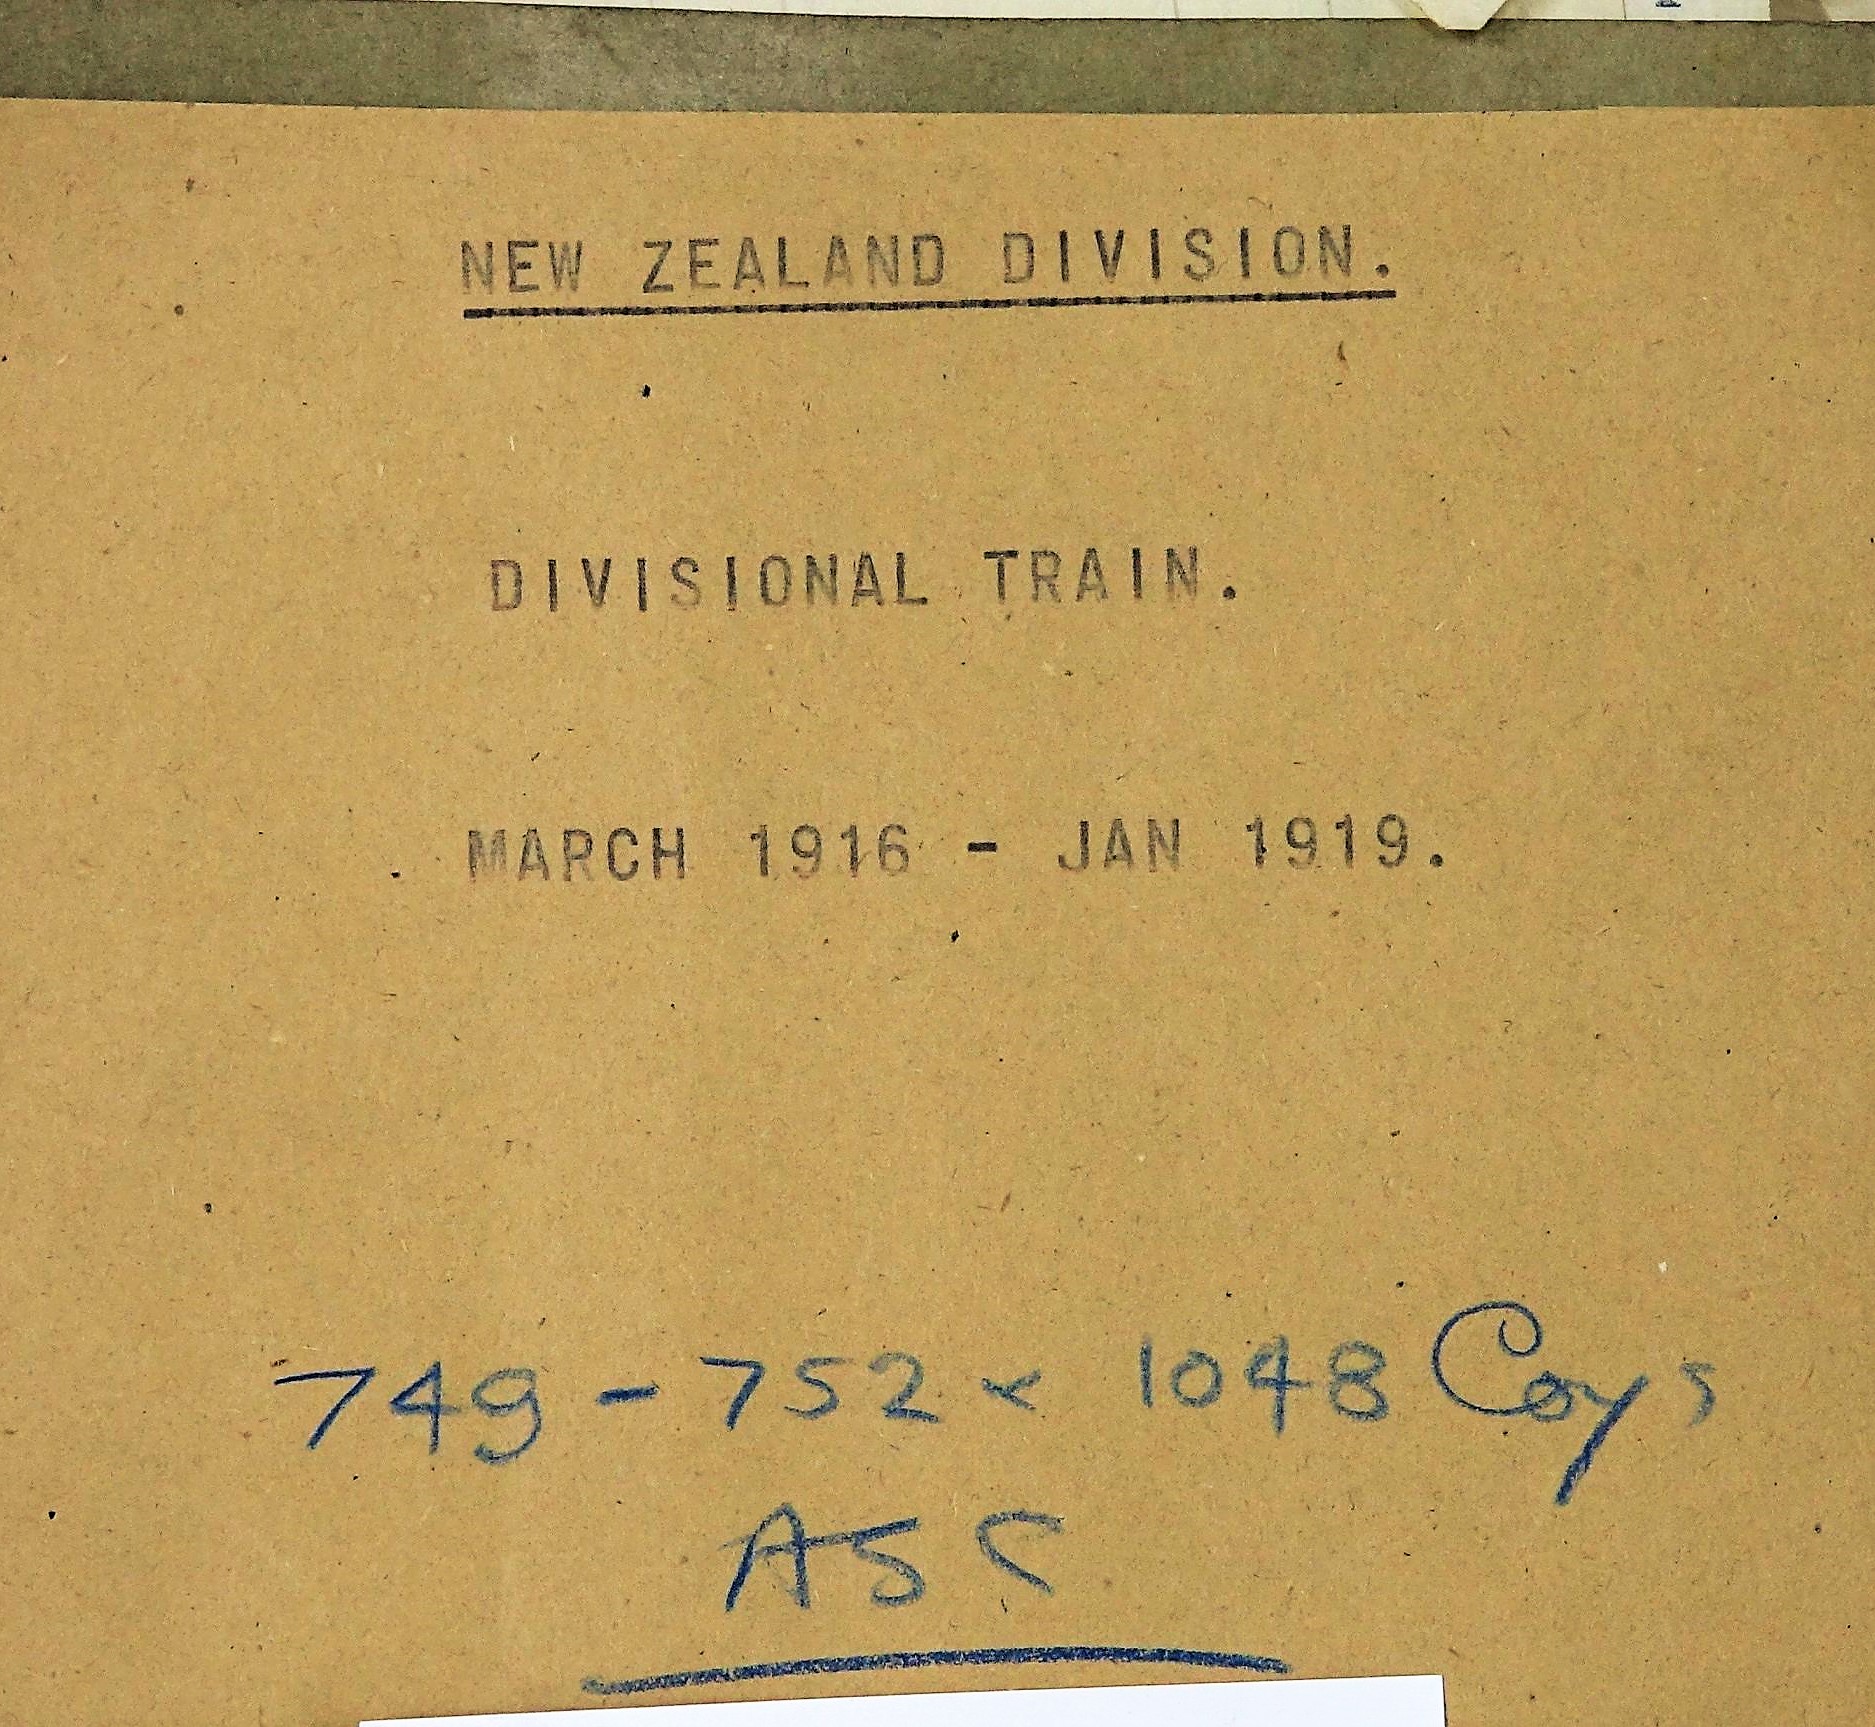 NEW ZEALAND DIVISION.
DIVISIONAL TRAIN.
MARCH 1916 - JAN 1919.
749 - 752 & 1048 Coys
ASC